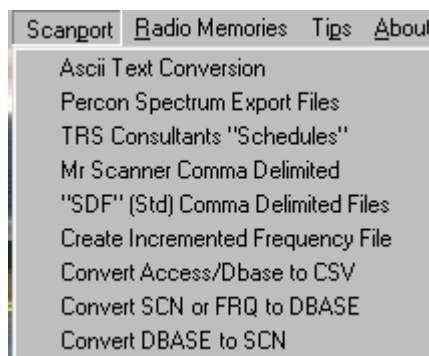 Scanport Radio Memories Tips About
Ascii Text Conversion
Percon Spectrum Export Files
TRS Consultants "Schedules"
Mr Scanner Comma Delimited
"SDF" (Std) Comma Delimited Files
Create Incremented Frequency File
Convert Access/Dbase to CSV
Convert SCN or FRQ to DBASE
Convert DBASE to SCN